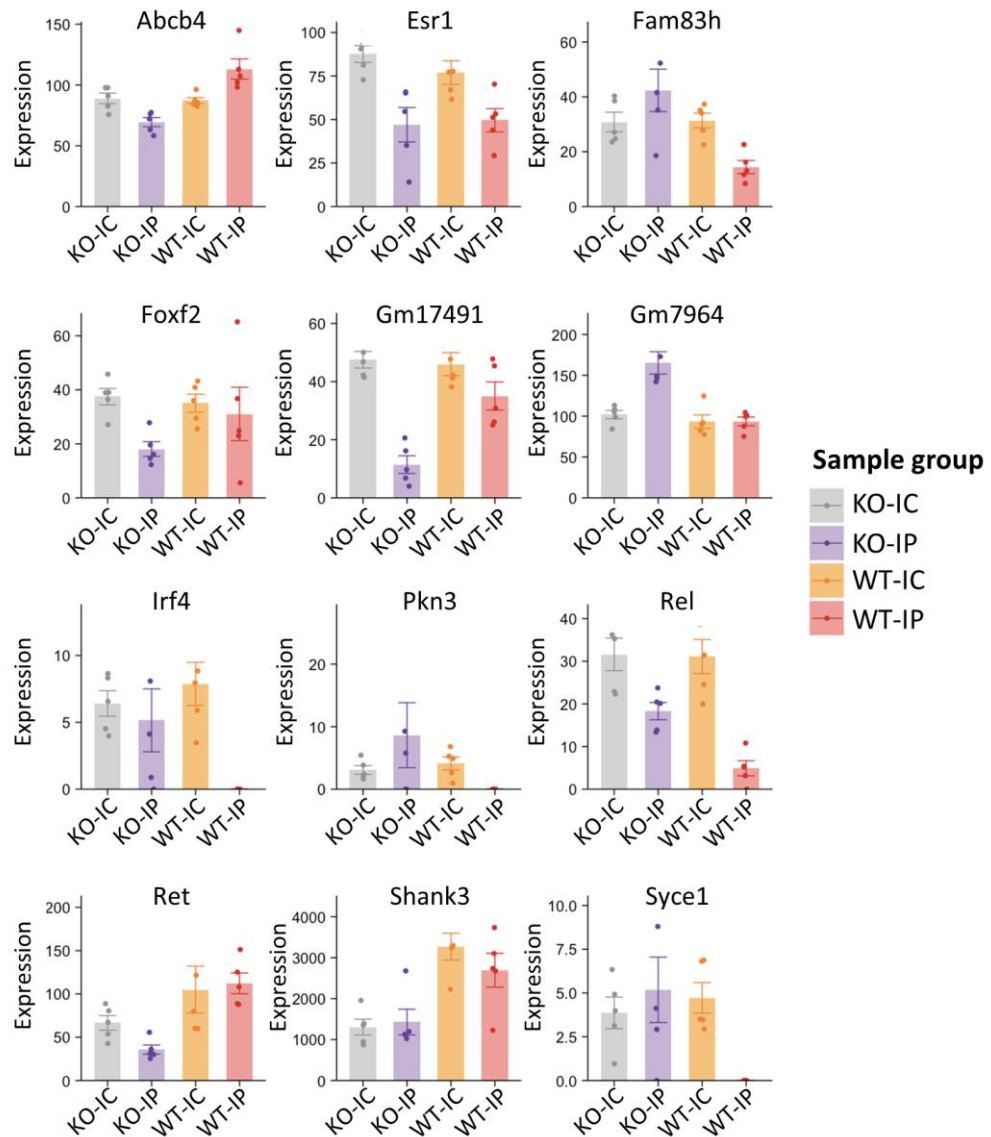 Abcb4
Esr1
Fam83h
Expression
150
100
50
0
Expression
100
75
50
25
0
Expression
60
40
20
0
KO-IC
KO-IP
WT-IC
WT-IP
KO-IC
KO-IP
WT-IC
WT-IP
KO-IC
KO-IP
WT-IC
WT-IP
Foxf2
Gm17491
Gm7964
Expression
60
40
20
0
Expression
60
40
20
0
Expression
200
150
100
50
0
KO-IC
KO-IP
WT-IC
WT-IP
KO-IC
KO-IP
WT-IC
WT-IP
KO-IC
KO-IP
WT-IC
WT-IP
Sample group
KO-IC
KO-IP
WT-IC
WT-IP
Irf4
Pkn3
Rel
Expression
10
5
0
Expression
20
10
0
Expression
40
30
20
10
0
KO-IC
KO-IP
WT-IC
WT-IP
KO-IC
KO-IP
WT-IC
WT-IP
KO-IC
KO-IP
WT-IC
WT-IP
Ret
Shank3
Syce1
Expression
200
150
100
50
0
Expression
4000
3000
2000
1000
0
Expression
10.0
7.5
5.0
2.5
0.0
KO-IC
KO-IP
WT-IC
WT-IP
KO-IC
KO-IP
WT-IC
WT-IP
KO-IC
KO-IP
WT-IC
WT-IP